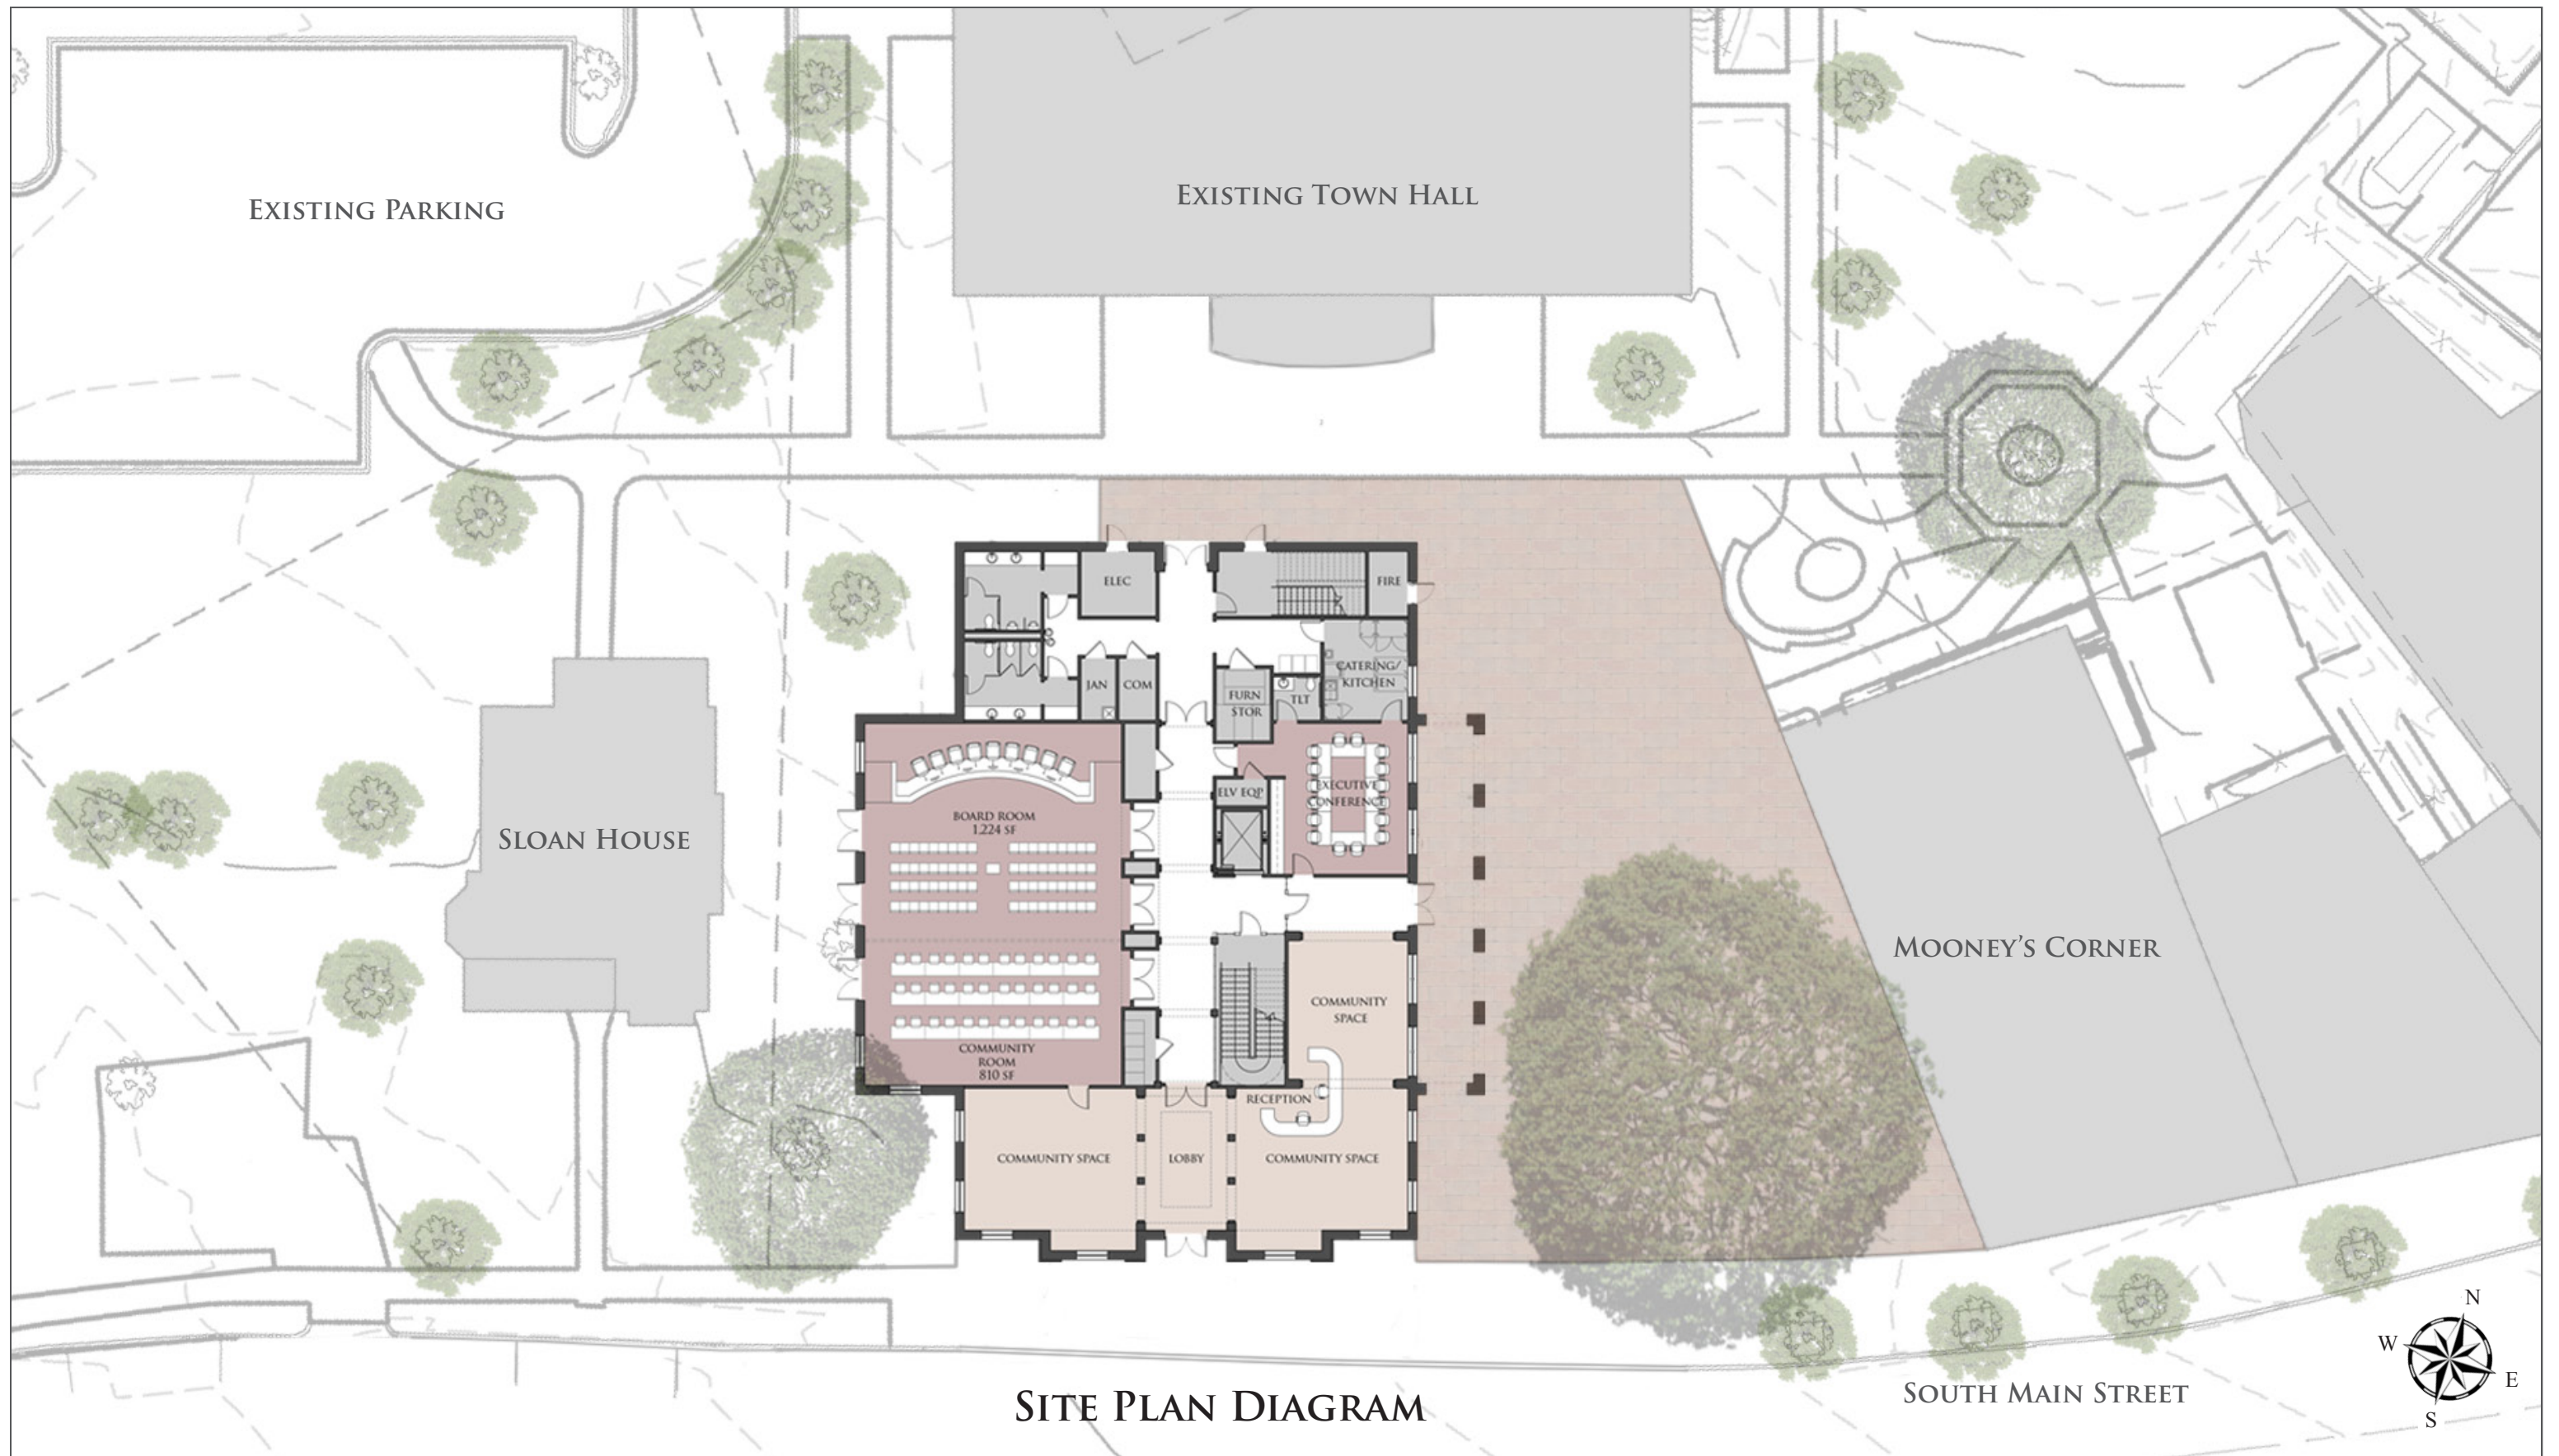 EXISTING PARKING
EXISTING TOWN HALL
ELEC
FIRE
JAN
COM
FURN
STOR
TLT
CATERING/
KITCHEN
ELV EQP
EXECUTIVE
CONFERENCE
BOARD ROOM
1,224 SF
SLOAN HOUSE
MOONEY'S CORNER
COMMUNITY
SPACE
COMMUNITY
ROOM
810 SF
RECEPTION
COMMUNITY SPACE
LOBBY
COMMUNITY SPACE
SITE PLAN DIAGRAM
SOUTH MAIN STREET
N
W
E
S